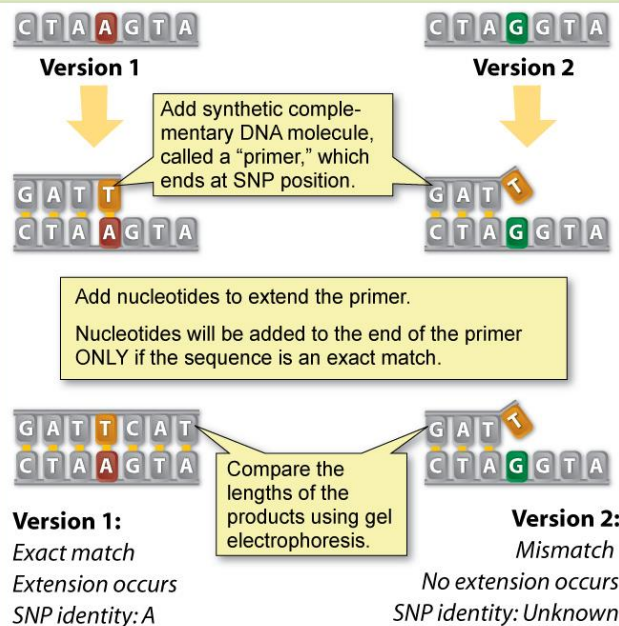 C T A A G T A
C T A G G T A
Version 1
Version 2
Add synthetic comple-
mentary DNA molecule,
called a “primer,” which
ends at SNP position.
G A T T
C T A A G T A
G A T T
C T A G G T A
Add nucleotides to extend the primer.
Nucleotides will be added to the end of the primer
ONLY if the sequence is an exact match.
G A T T C A T
C T A A G T A
G A T T
C T A G G T A
Compare the
lengths of the
products using gel
electrophoresis.
Version 1:
Exact match
Extension occurs
SNP identity: A
Version 2:
Mismatch
No extension occurs
SNP identity: Unknown